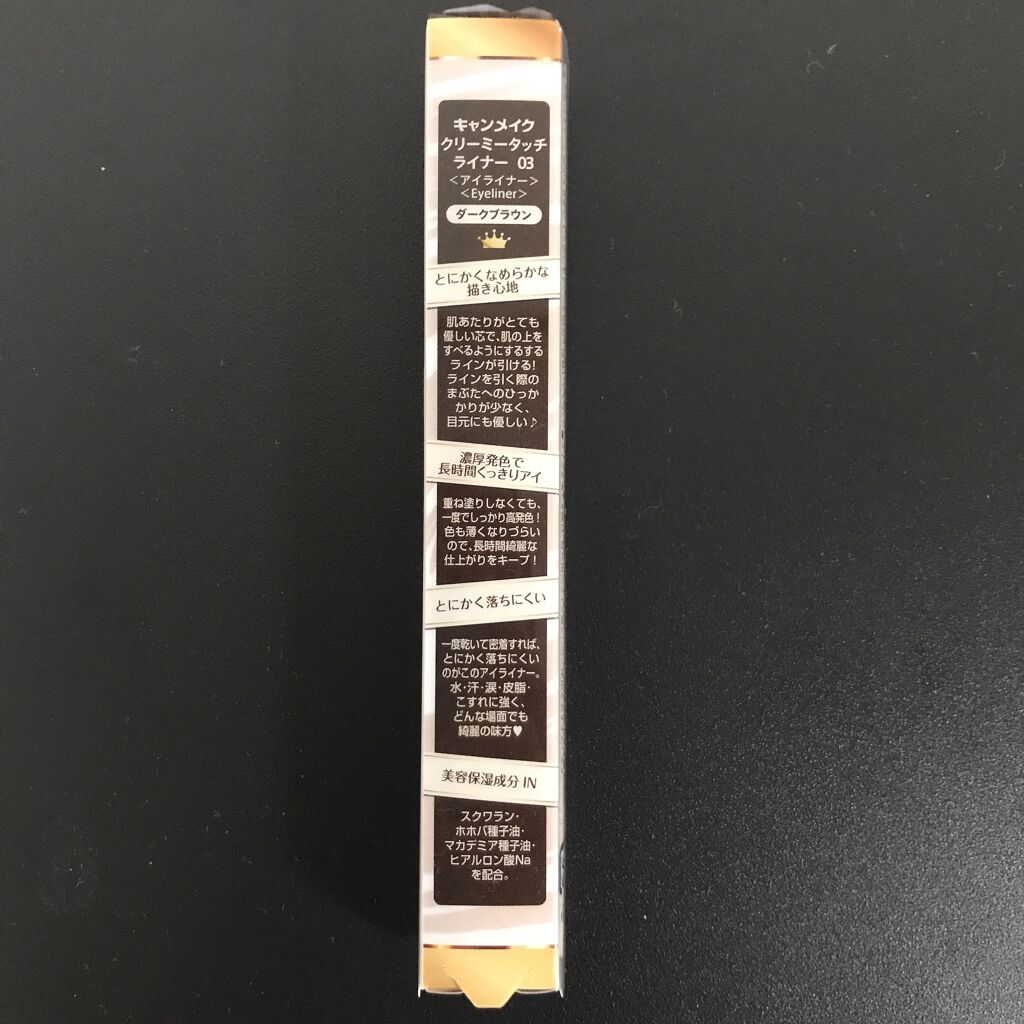 キャンメイク
クリーミータッチ
ライナー 03
＜アイライナー＞
＜Eyeliner＞
ダークブラウン
とにかくなめらかな
描き心地
肌あたりがとても
優しい芯で、肌の上を
すべるようにするする
ラインが引ける！
ラインを引く際の
まぶたへのひっか
かりが少なく、
目元にも優しい♪
濃厚発色で
長時間くっきりアイ
重ね塗りしなくても、
一度でしっかり高発色！
色も薄くなりづらい
ので、長時間綺麗な
仕上がりをキープ！
とにかく落ちにくい
一度乾いて密着すれば、
とにかく落ちにくい
のがこのアイライナー。
水・汗・涙・皮脂・
こすれに強く、
どんな場面でも
綺麗の味方♥
美容保湿成分 IN
スクワラン・
ホホバ種子油・
マカデミア種子油・
ヒアルロン酸Na
を配合。